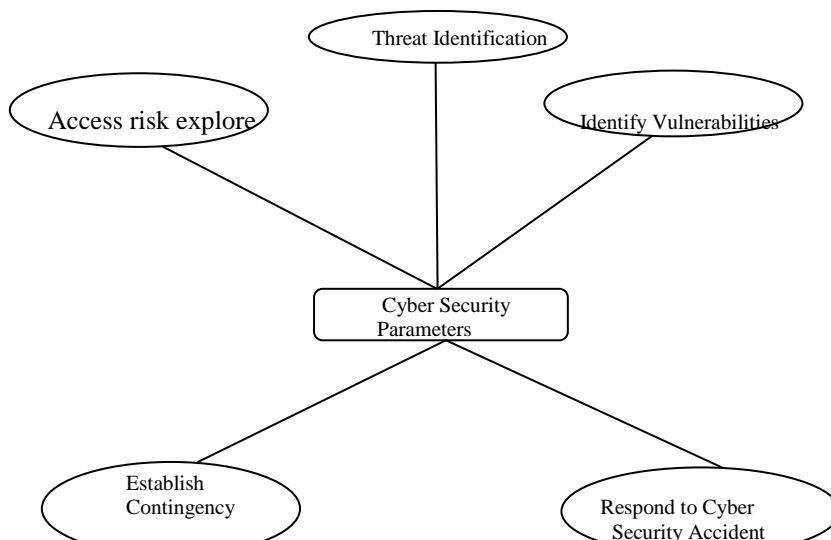 Threat Identification
Access risk explore
Identify Vulnerabilities
Cyber Security
Parameters
Establish
Contingency
Respond to Cyber
Security Accident